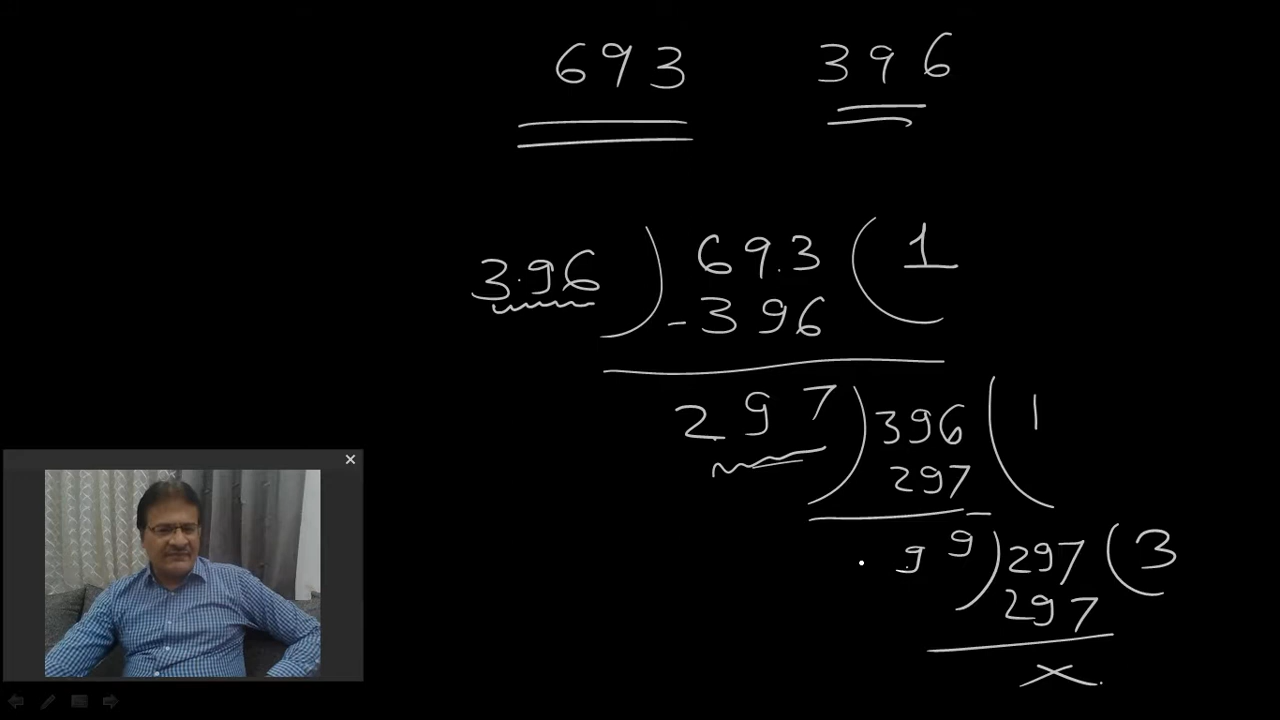 693 396
396 ) 693 ( 1
- 396
297 ) 396 ( 1
297
99 ) 297 ( 3
297
×